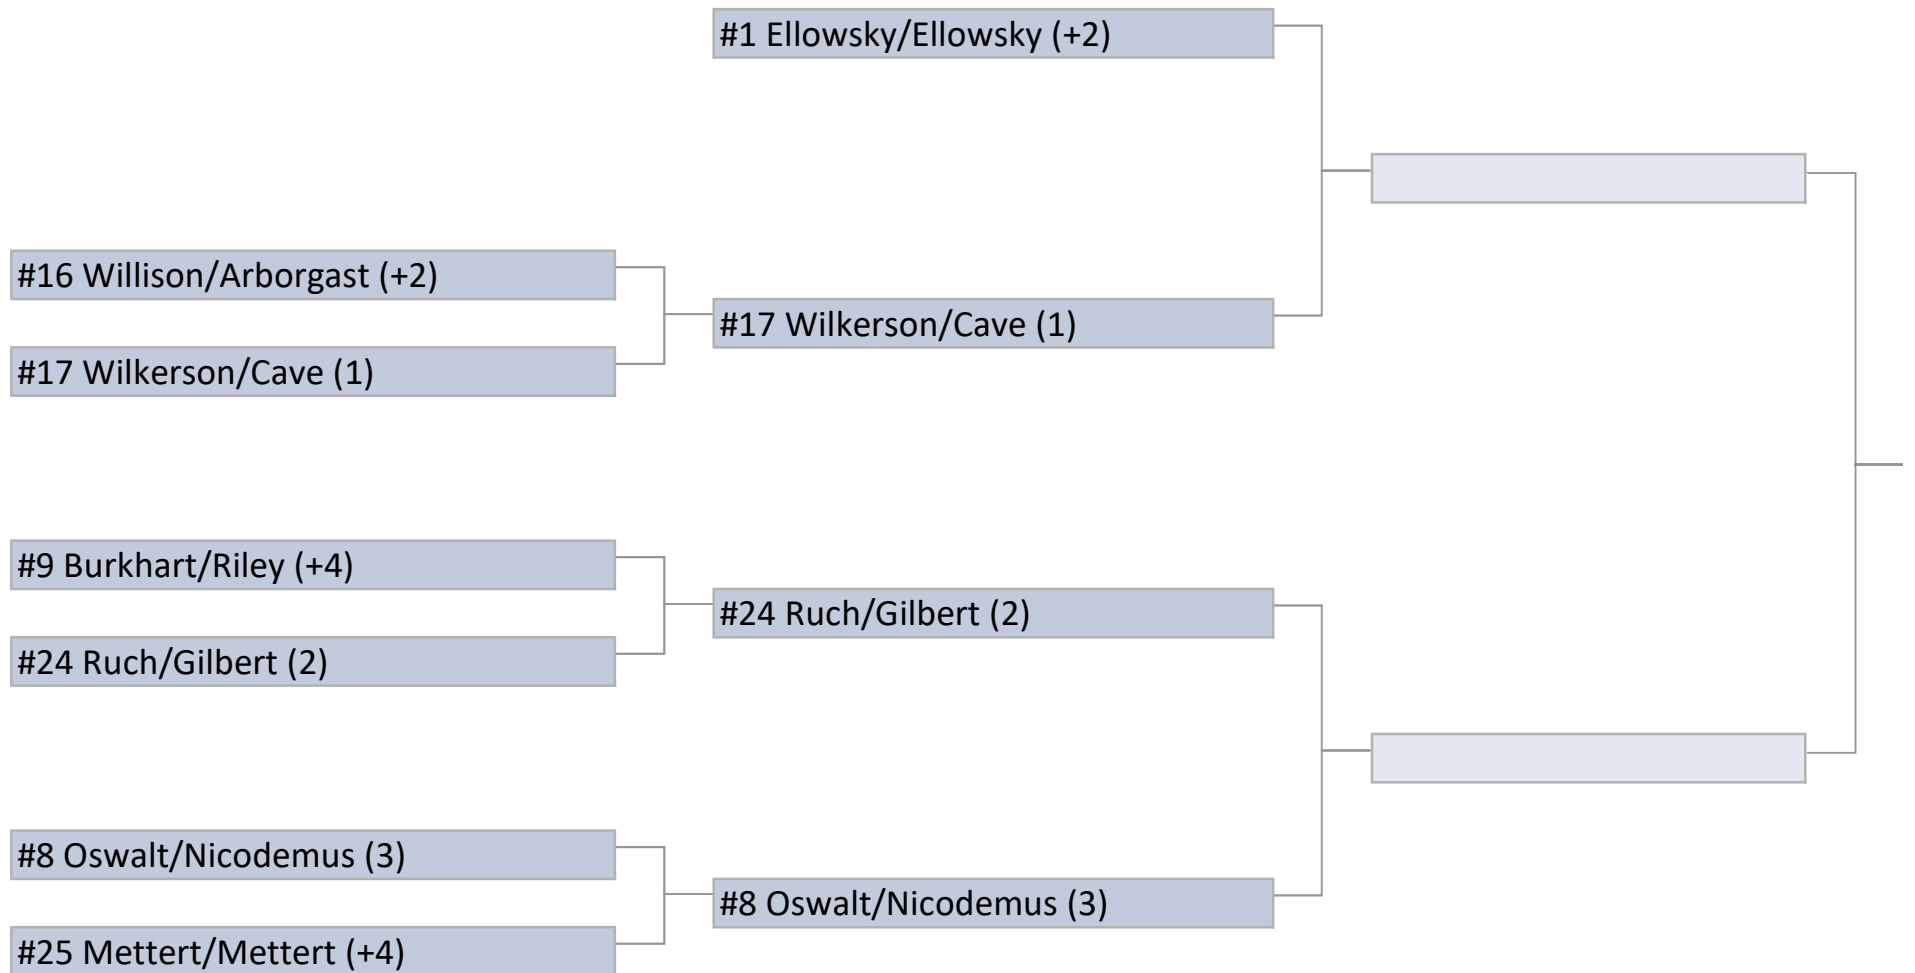 #1 Ellowsky/Ellowsky (+2)
#16 Willison/Arborgast (+2)
#17 Wilkerson/Cave (1)
#17 Wilkerson/Cave (1)
#9 Burkhart/Riley (+4)
#24 Ruch/Gilbert (2)
#24 Ruch/Gilbert (2)
#8 Oswalt/Nicodemus (3)
#8 Oswalt/Nicodemus (3)
#25 Mettert/Mettert (+4)